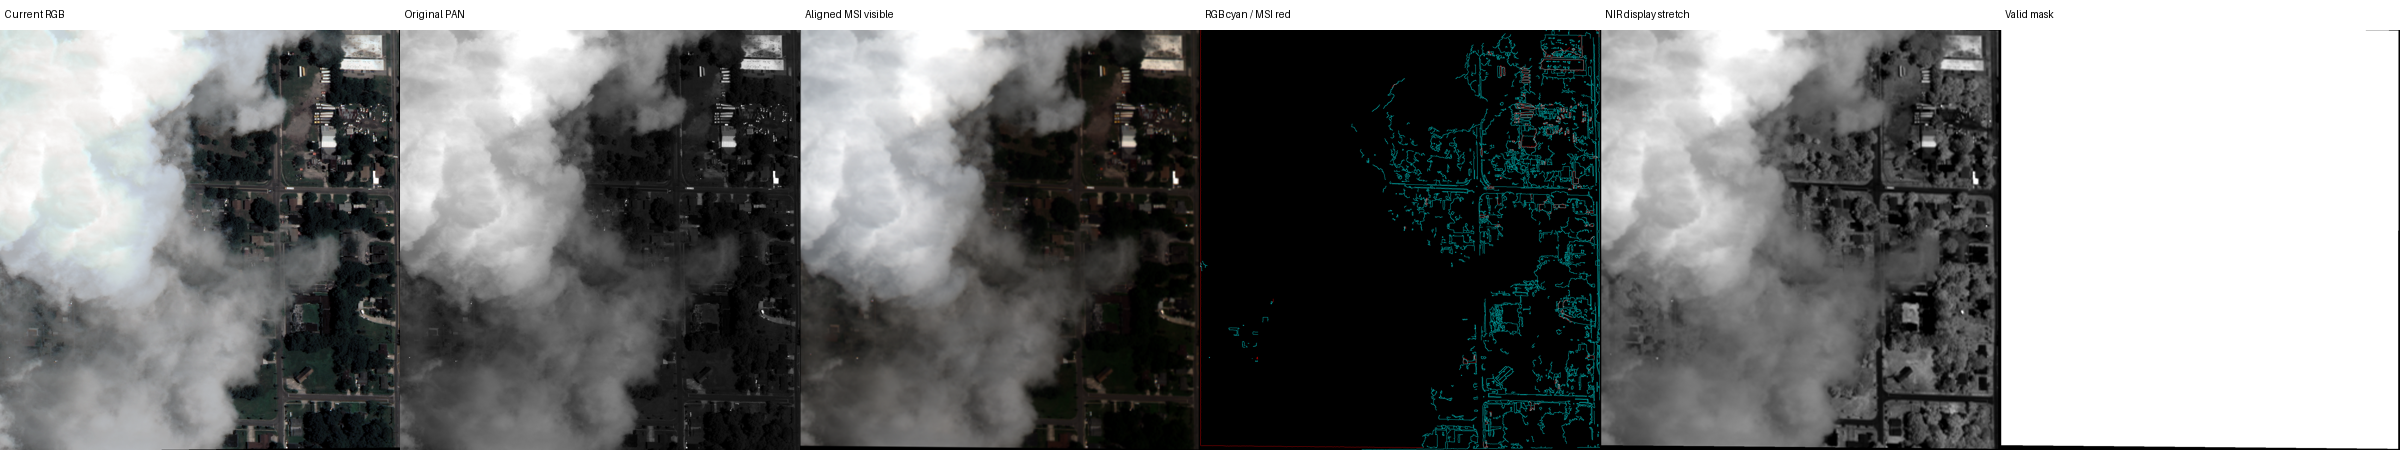 Current RGB
Original PAN
Aligned MSI visible
RGB cyan / MSI red
NIR display stretch
Valid mask